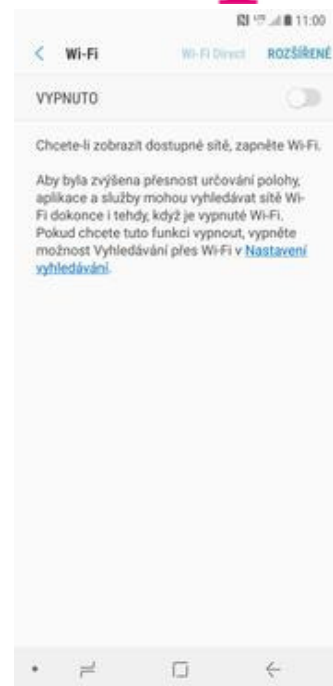 11:00
Wi-Fi Wi-Fi Direct ROZŠÍŘENÉ
VYPNUTO
Chcete-li zobrazit dostupné sítě, zapněte Wi-Fi.
Aby byla zvýšena přesnost určování polohy,
aplikace a služby mohou vyhledávat sítě Wi-
Fi dokonce i tehdy, když je vypnuté Wi-Fi.
Pokud chcete tuto funkci vypnout, vypněte
možnost Vyhledávání přes Wi-Fi v Nastavení
vyhledávání.